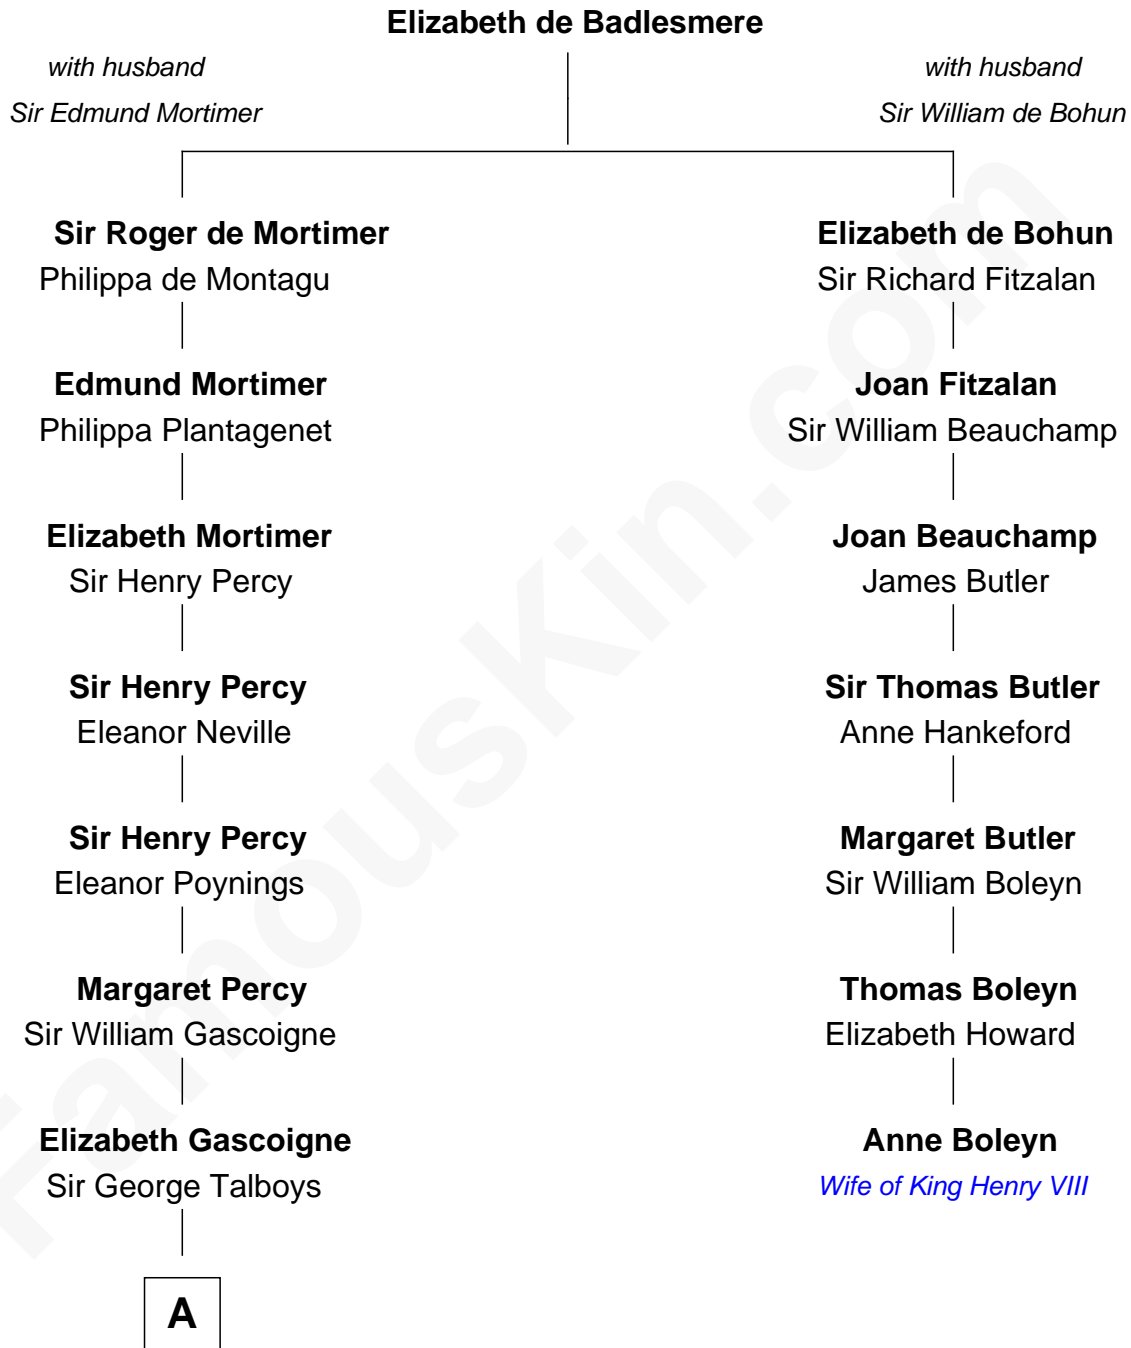 Elizabeth de Badlesmere
with husband
Sir Edmund Mortimer
with husband
Sir William de Bohun
Sir Roger de Mortimer
Philippa de Montagu
Elizabeth de Bohun
Sir Richard Fitzalan
Edmund Mortimer
Philippa Plantagenet
Joan Fitzalan
Sir William Beauchamp
Elizabeth Mortimer
Sir Henry Percy
Joan Beauchamp
James Butler
Sir Henry Percy
Eleanor Neville
Sir Thomas Butler
Anne Hankeford
Sir Henry Percy
Eleanor Poynings
Margaret Butler
Sir William Boleyn
Margaret Percy
Sir William Gascoigne
Thomas Boleyn
Elizabeth Howard
Elizabeth Gascoigne
Sir George Talboys
Anne Boleyn
Wife of King Henry VIII
A
FamousKin.com